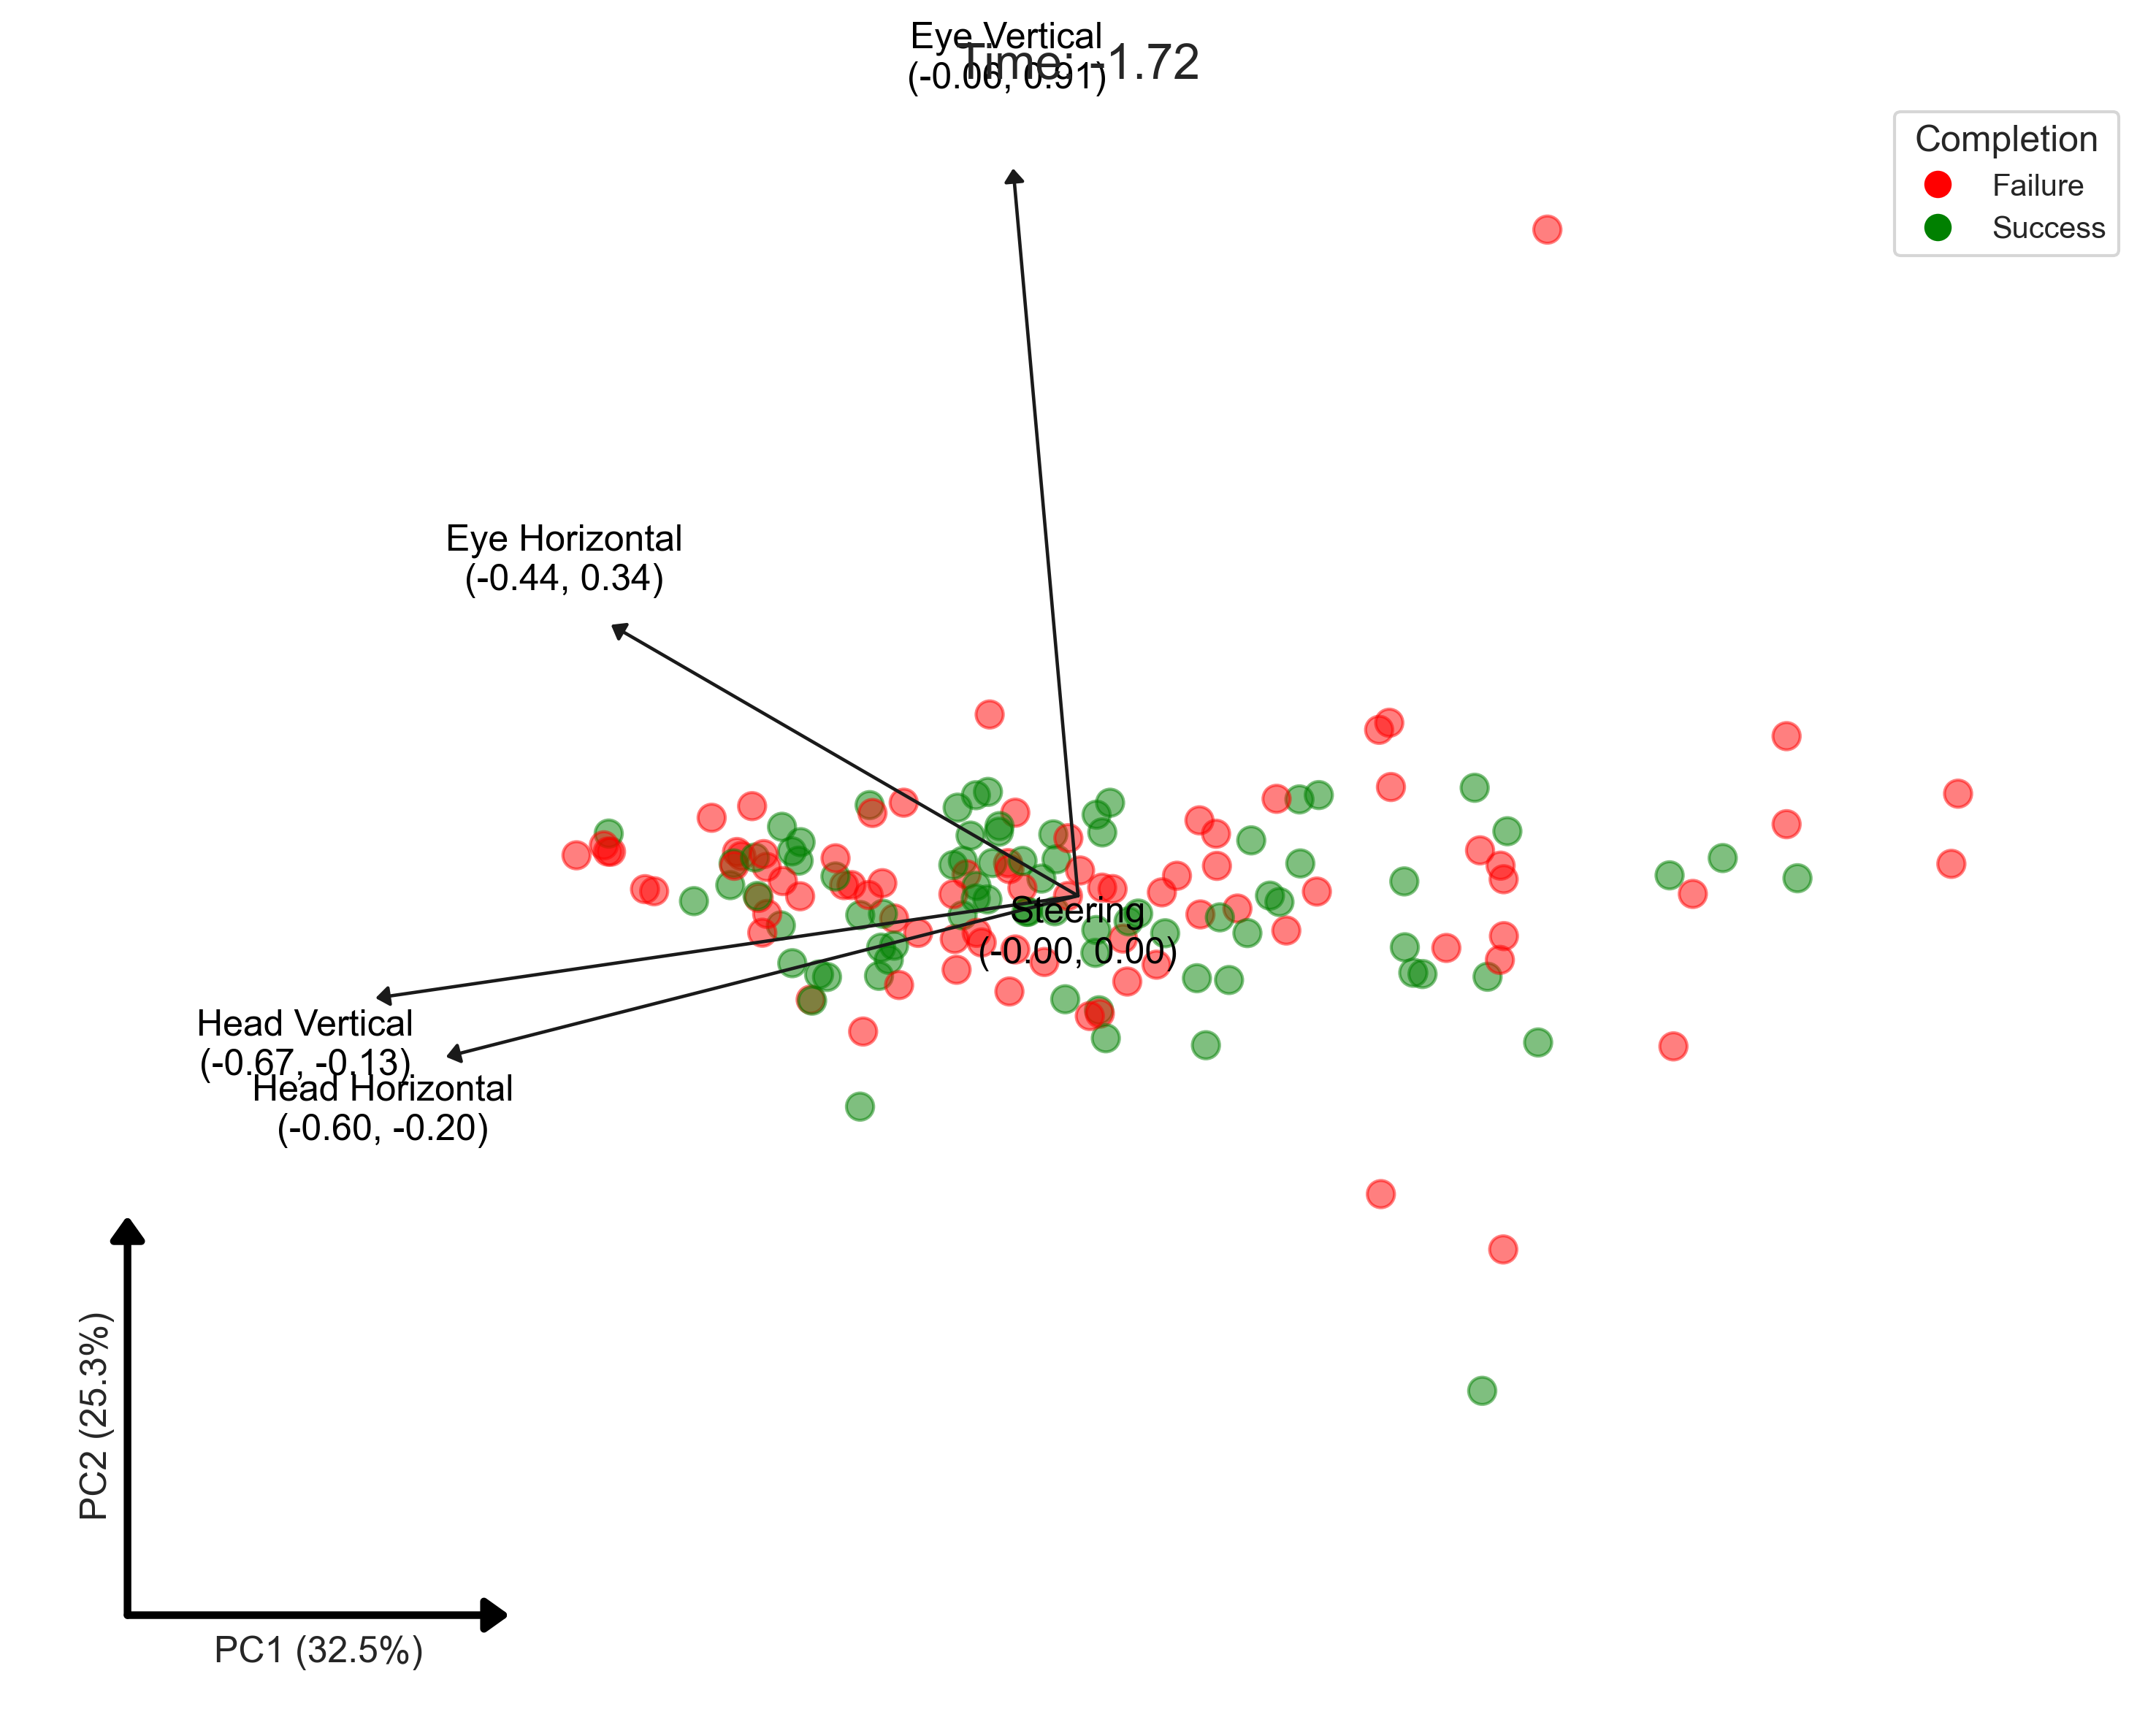 Eye Vertical
(-0.06, 0.91)
Time: -1.72
Completion
Failure
Success
Eye Horizontal
(-0.44, 0.34)
Steering
(-0.00, 0.00)
Head Vertical
(-0.67, -0.13)
Head Horizontal
(-0.60, -0.20)
PC2 (25.3%)
PC1 (32.5%)